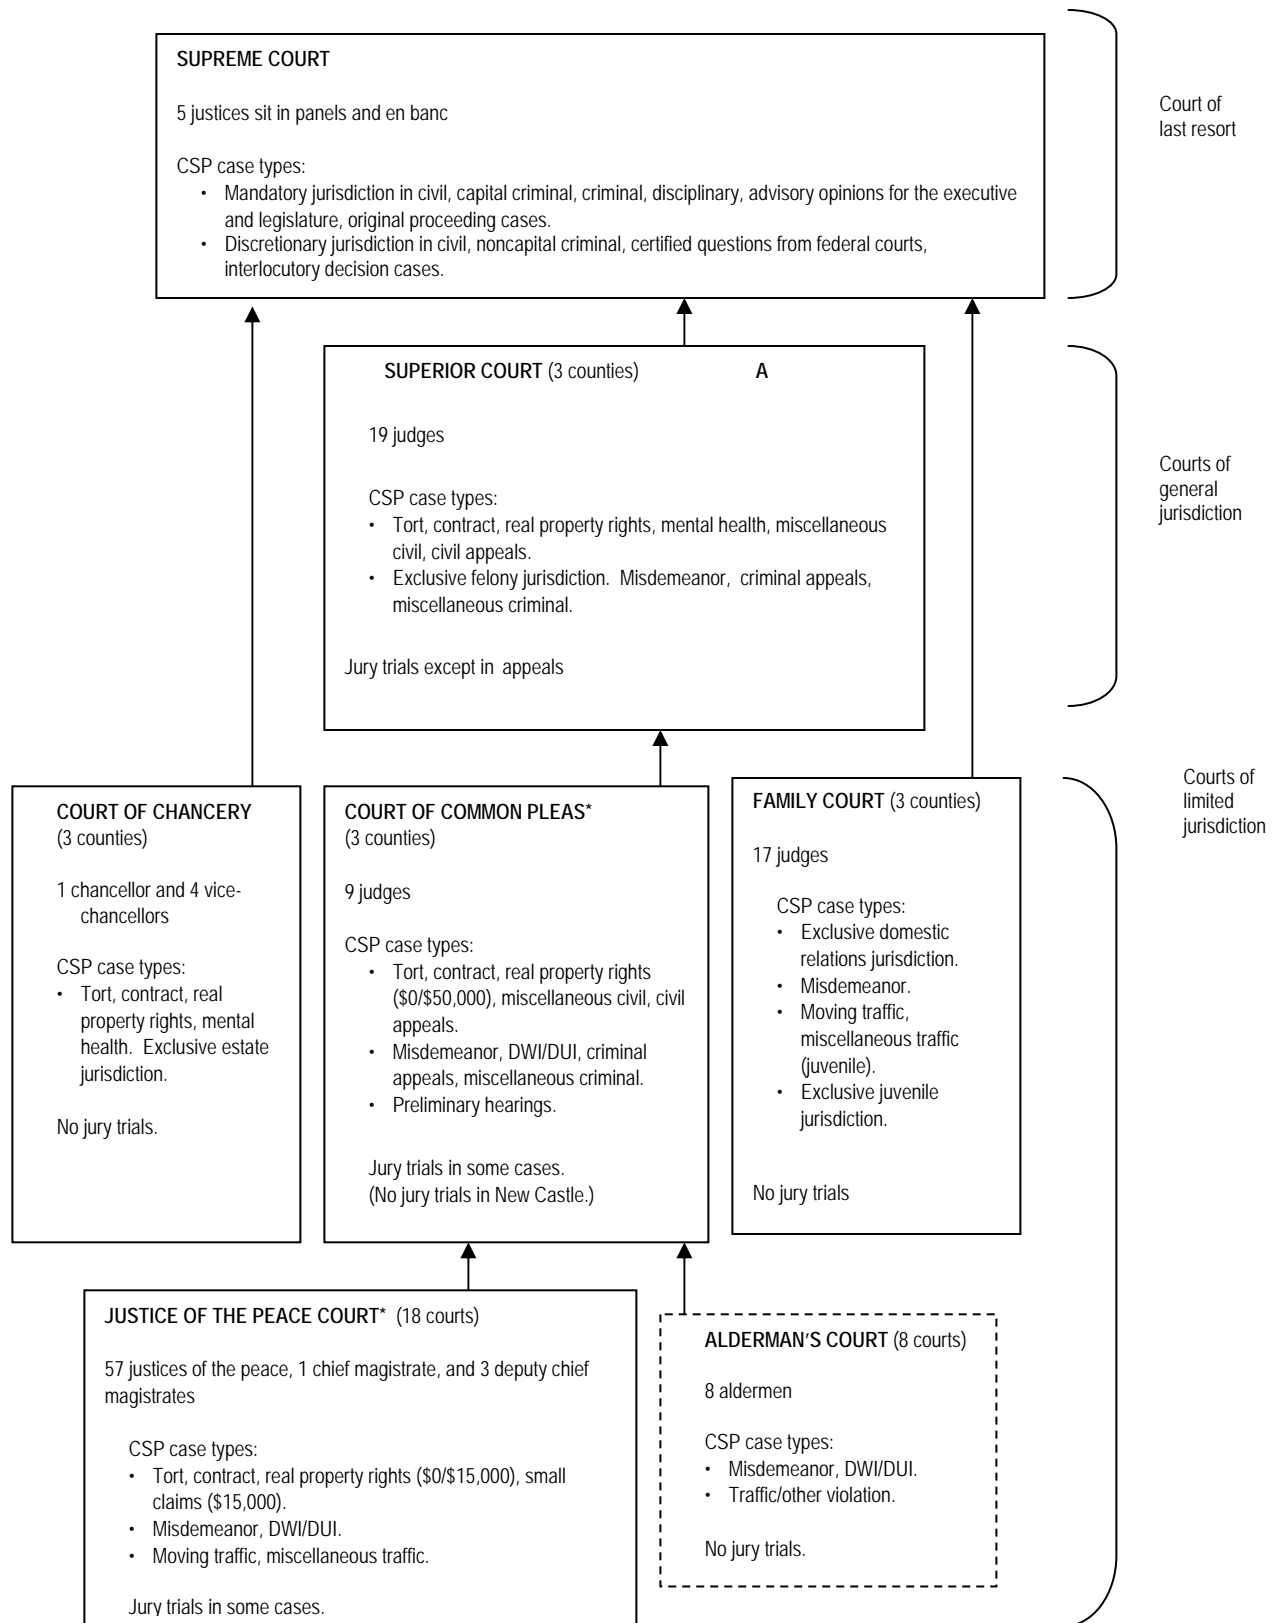 SUPREME COURT
5 justices sit in panels and en banc
CSP case types:
• Mandatory jurisdiction in civil, capital criminal, criminal, disciplinary, advisory opinions for the executive
and legislature, original proceeding cases.
• Discretionary jurisdiction in civil, noncapital criminal, certified questions from federal courts,
interlocutory decision cases.
Court of
last resort
SUPERIOR COURT (3 counties) A
19 judges
CSP case types:
• Tort, contract, real property rights, mental health, miscellaneous
civil, civil appeals.
• Exclusive felony jurisdiction. Misdemeanor, criminal appeals,
miscellaneous criminal.
Jury trials except in appeals
Courts of
general
jurisdiction
Courts of
limited
jurisdiction
COURT OF CHANCERY
(3 counties)
1 chancellor and 4 vice-
chancellors
CSP case types:
• Tort, contract, real
property rights, mental
health. Exclusive estate
jurisdiction.
No jury trials.
COURT OF COMMON PLEAS*
(3 counties)
9 judges
CSP case types:
• Tort, contract, real property rights
($0/$50,000), miscellaneous civil, civil
appeals.
• Misdemeanor, DWI/DUI, criminal
appeals, miscellaneous criminal.
• Preliminary hearings.
Jury trials in some cases.
(No jury trials in New Castle.)
FAMILY COURT (3 counties)
17 judges
CSP case types:
• Exclusive domestic
relations jurisdiction.
• Misdemeanor.
• Moving traffic,
miscellaneous traffic
(juvenile).
• Exclusive juvenile
jurisdiction.
No jury trials
JUSTICE OF THE PEACE COURT* (18 courts)
57 justices of the peace, 1 chief magistrate, and 3 deputy chief
magistrates
CSP case types:
• Tort, contract, real property rights ($0/$15,000), small
claims ($15,000).
• Misdemeanor, DWI/DUI.
• Moving traffic, miscellaneous traffic.
Jury trials in some cases.
ALDERMAN'S COURT (8 courts)
8 aldermen
CSP case types:
• Misdemeanor, DWI/DUI.
• Traffic/other violation.
No jury trials.